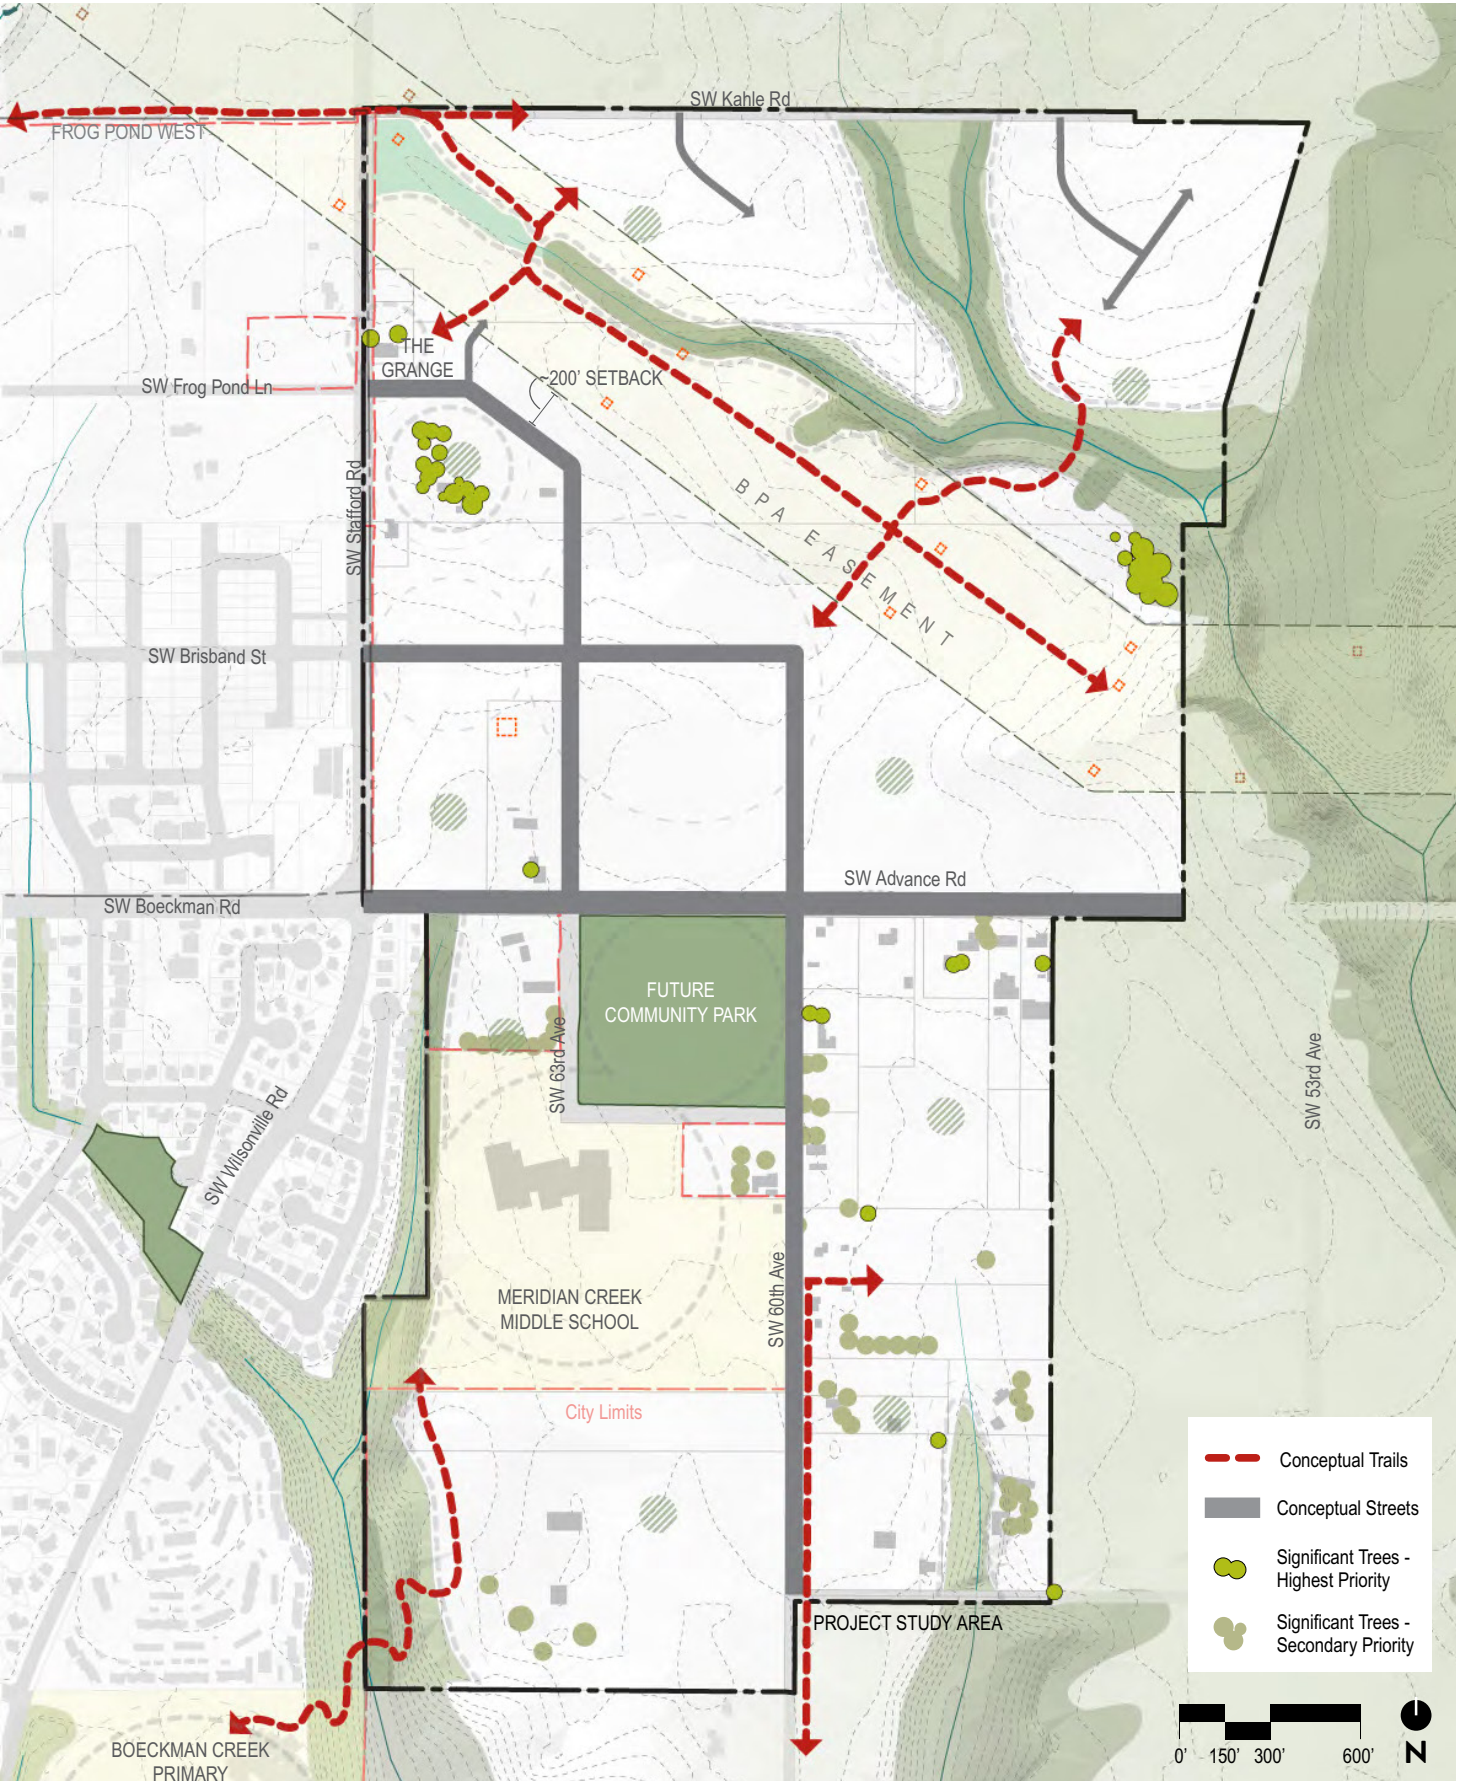 SW Kahle Rd
FROG POND WEST
THE
GRANGE
SW Frog Pond Ln
~200' SETBACK
SW Stafford Rd
BPA EASEMENT
SW Brisband St
SW Advance Rd
SW Boeckman Rd
FUTURE
COMMUNITY PARK
SW 63rd Ave
SW 53rd Ave
SW Wilsonville Rd
SW 60th Ave
MERIDIAN CREEK
MIDDLE SCHOOL
City Limits
Conceptual Trails
Conceptual Streets
Significant Trees -
Highest Priority
Significant Trees -
Secondary Priority
PROJECT STUDY AREA
BOECKMAN CREEK
PRIMARY
0' 150' 300' 600'
N